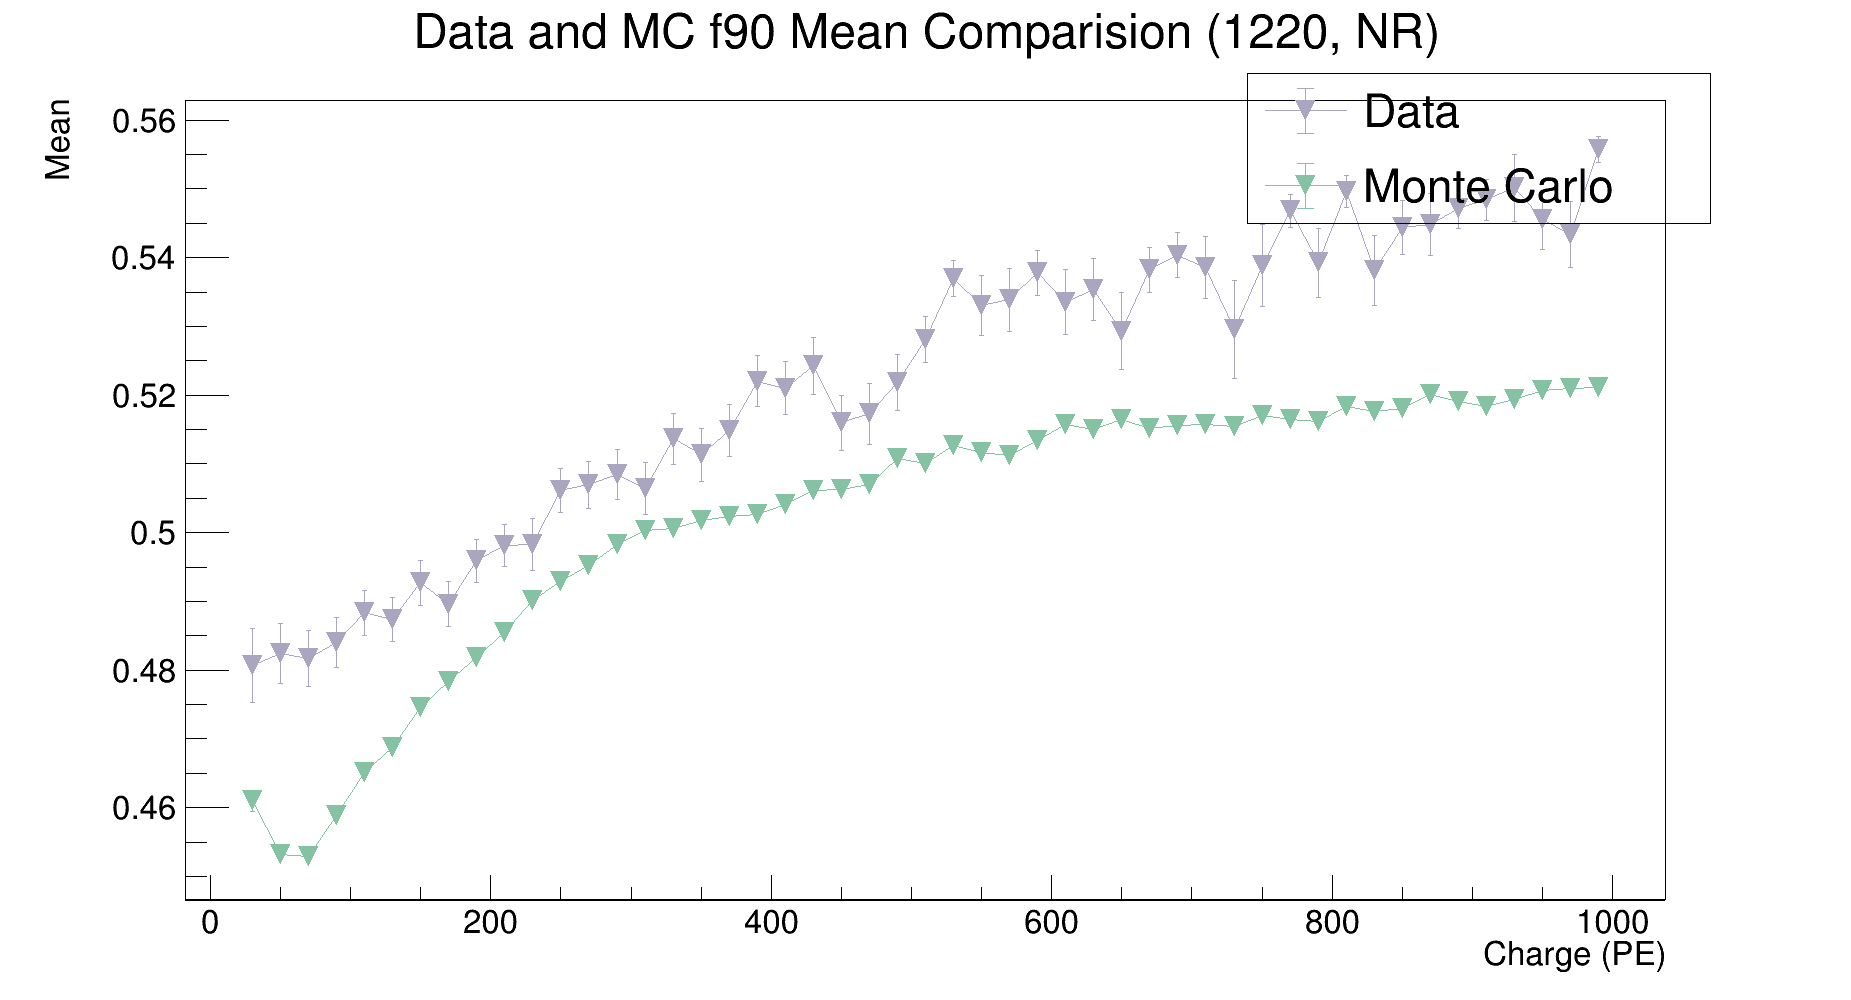 Data and MC f90 Mean Comparision (1220, NR)
Mean
Data
Monte Carlo
0.56
0.54
0.52
0.5
0.48
0.46
0 200 400 600 800 1000
Charge (PE)